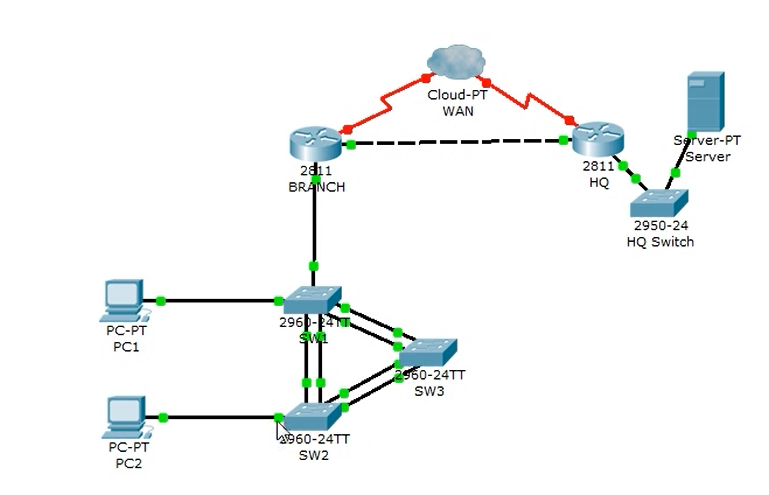 Cloud-PT
WAN
Server-PT
Server
2811
BRANCH
2811
HQ
2950-24
HQ Switch
PC-PT
PC1
2960-24TT
SW1
2960-24TT
SW3
PC-PT
PC2
2960-24TT
SW2